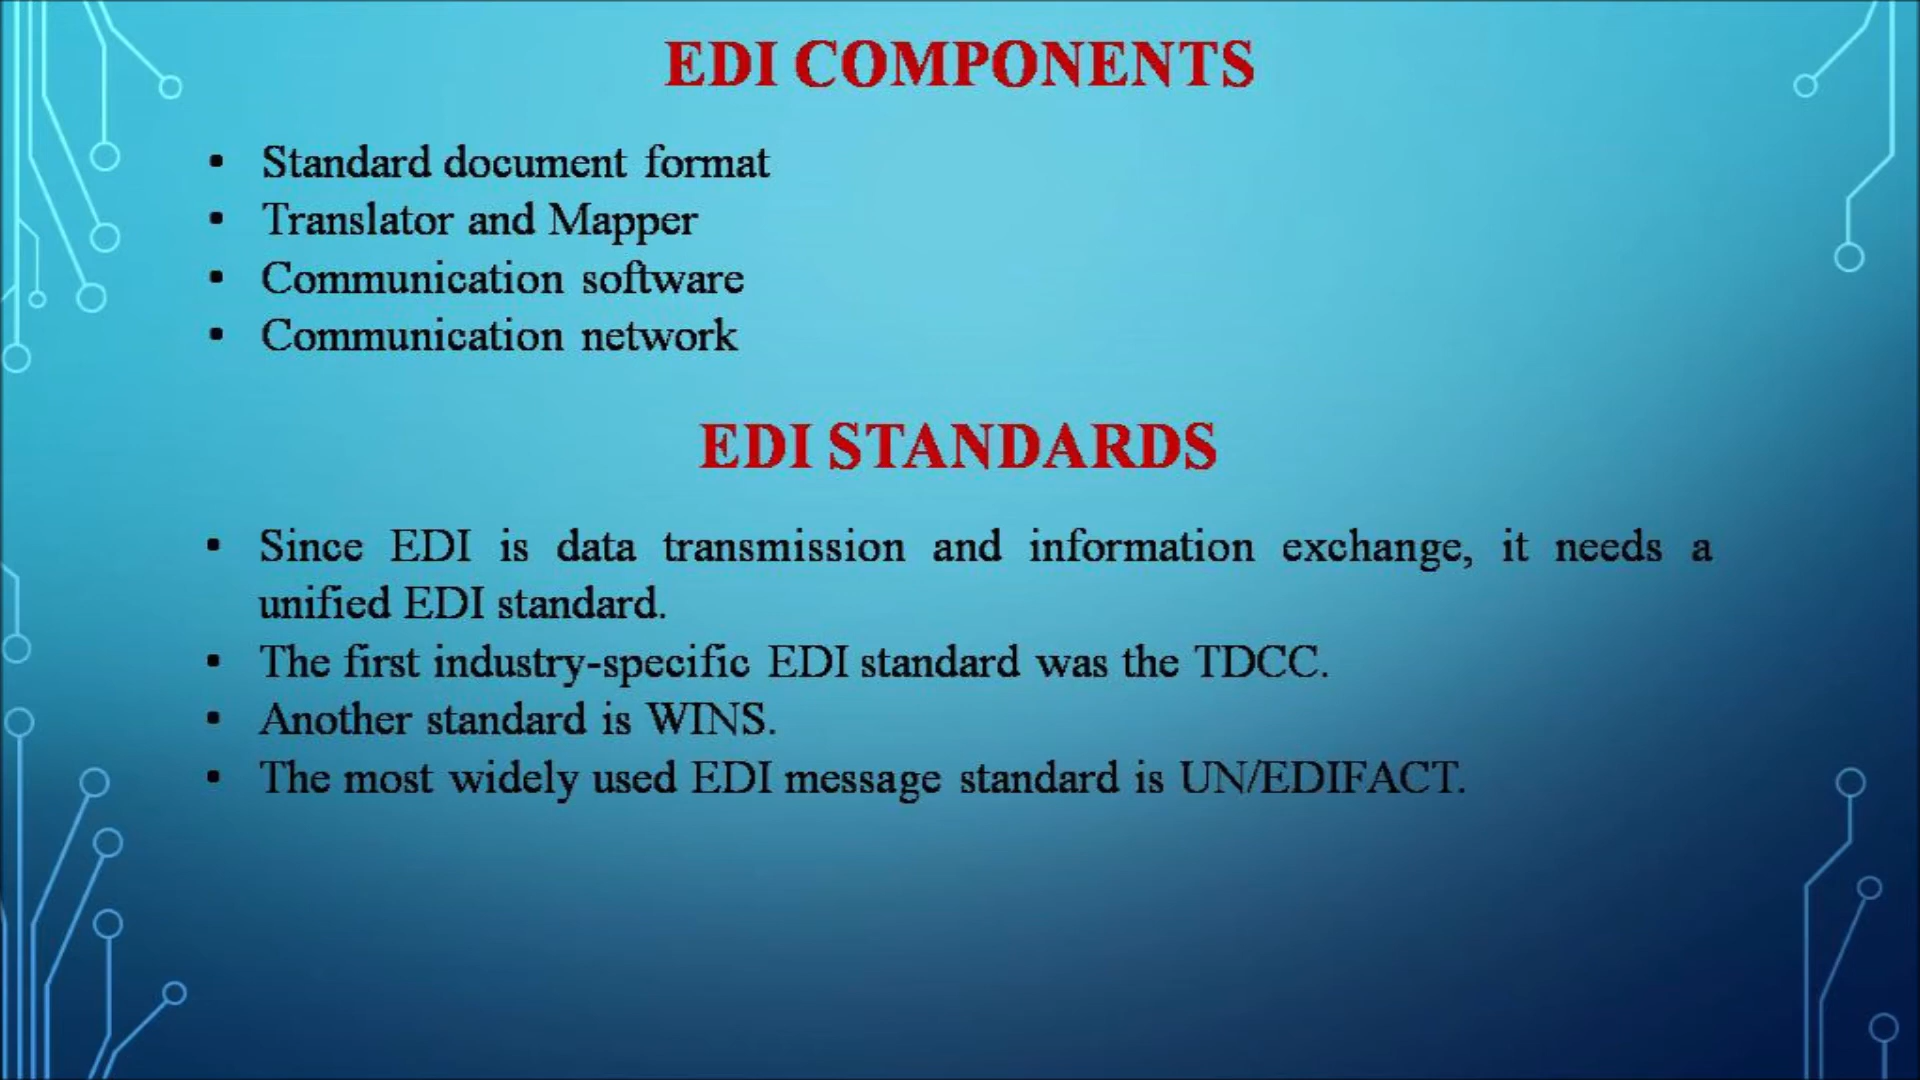 EDI COMPONENTS
▪ Standard document format
▪ Translator and Mapper
▪ Communication software
▪ Communication network
EDI STANDARDS
▪ Since EDI is data transmission and information exchange, it needs a
unified EDI standard.
▪ The first industry-specific EDI standard was the TDCC.
▪ Another standard is WINS.
▪ The most widely used EDI message standard is UN/EDIFACT.